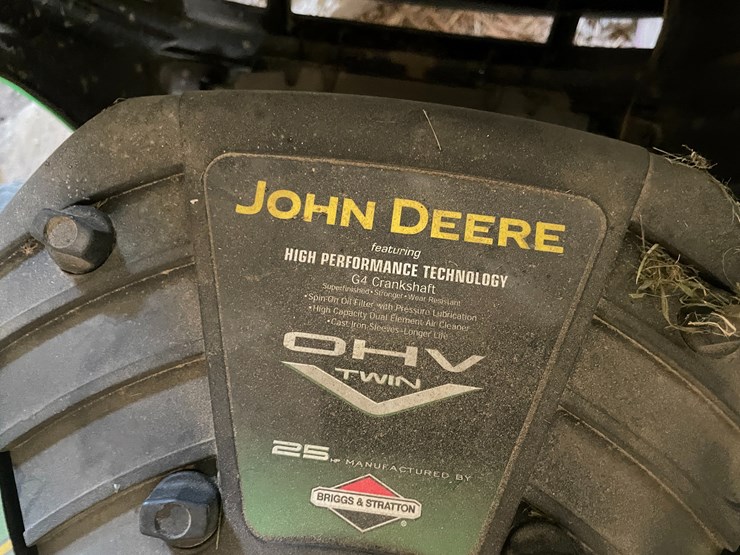 JOHN DEERE
featuring
HIGH PERFORMANCE TECHNOLOGY
G4 Crankshaft
Superfinished • Stronger • Wear Resistant
• Spin On Oil Filter with Pressure Lubrication
• High Capacity Dual Element Air Cleaner
• Cast Iron Sleeves-Longer Life
OHV
TWIN
25 HP MANUFACTURED BY
BRIGGS & STRATTON
®